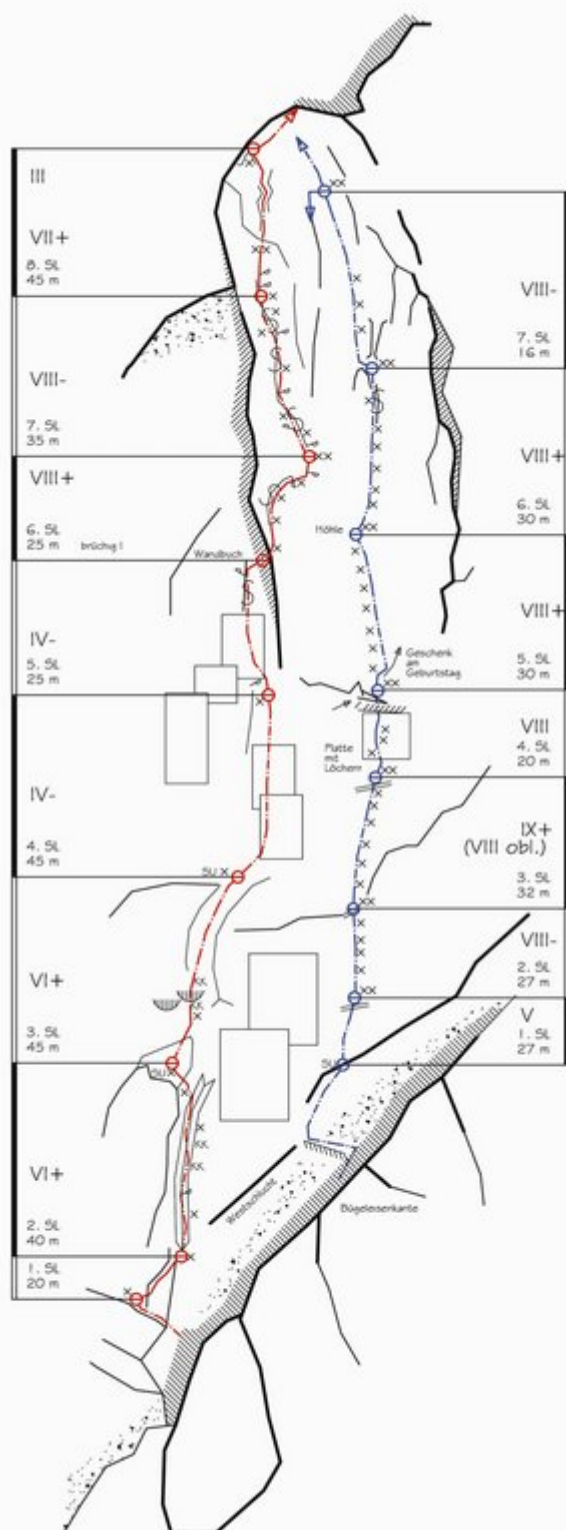 III
VII+
8. SL
45 m
VIII-
7. SL
35 m
VIII+
6. SL
25 m
brüchig !
Wandbuch
IV-
5. SL
25 m
IV-
4. SL
45 m
SU
VI+
3. SL
45 m
SU
VI+
2. SL
40 m
1. SL
20 m
VIII-
7. SL
16 m
VIII+
6. SL
30 m
Höhle
VIII+
5. SL
30 m
Geschenk
am
Geburtstag
VIII
4. SL
20 m
Platte
mit
Löchern
IX+
(VIII obl.)
3. SL
32 m
VIII-
2. SL
27 m
V
1. SL
27 m
SU
Westschlucht
Bügeleisenkante